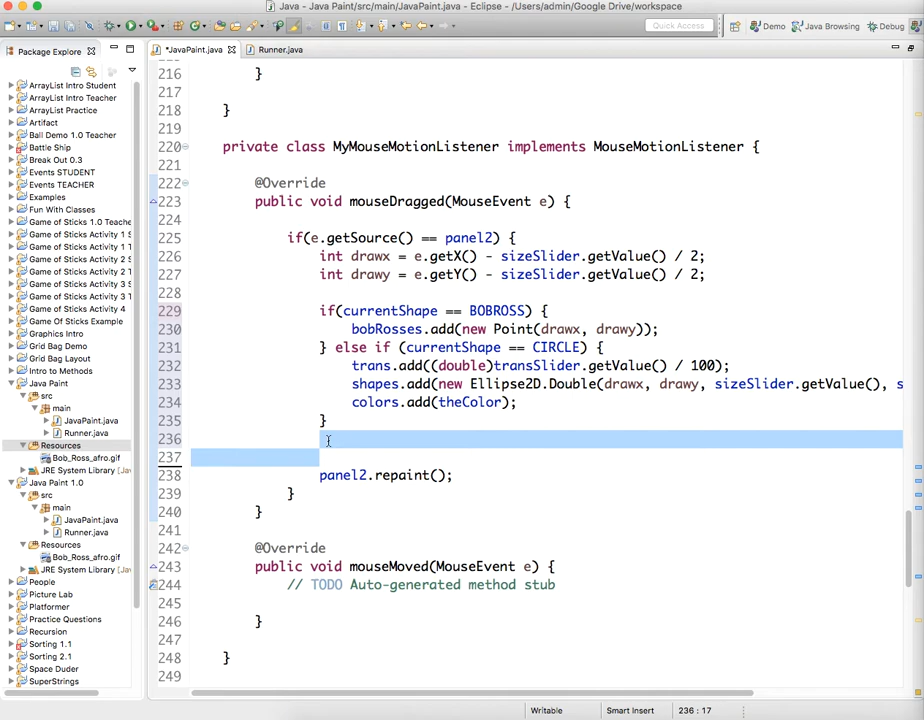 Java - Java Paint/src/main/JavaPaint.java - Eclipse - /Users/admin/Google Drive/workspace
Quick Access
Demo
Java Browsing
Debug
Package Explore
*JavaPaint.java
Runner.java
ArrayList Intro Student
ArrayList Intro Teacher
ArrayList Practice
Artifact
Ball Demo 1.0 Teacher
Battle Ship
Break Out 0.3
Events STUDENT
Events TEACHER
Examples
Fun With Classes
Game of Sticks 1.0 Teache
Game of Sticks Activity 1 S
Game of Sticks Activity 1 T
Game of Sticks Activity 2 S
Game of Sticks Activity 2 T
Game of Sticks Activity 3 S
Game of Sticks Activity 3 T
Game of Sticks Activity 4
Game Of Sticks Example
Graphics Intro
Grid Bag Demo
Grid Bag Layout
Intro to Methods
Java Paint
src
main
JavaPaint.java
Runner.java
Resources
Bob_Ross_afro.gif
JRE System Library [Java
Java Paint 1.0
src
main
JavaPaint.java
Runner.java
Resources
Bob_Ross_afro.gif
JRE System Library [Java
People
Picture Lab
Platformer
Practice Questions
Recursion
Sorting 1.1
Sorting 2.1
Space Duder
SuperStrings
216 }
217
218 }
219
220 private class MyMouseMotionListener implements MouseMotionListener {
221
222 @Override
223 public void mouseDragged(MouseEvent e) {
224
225 if(e.getSource() == panel2) {
226 int drawx = e.getX() - sizeSlider.getValue() / 2;
227 int drawy = e.getY() - sizeSlider.getValue() / 2;
228
229 if(currentShape == BOBROSS) {
230 bobRosses.add(new Point(drawx, drawy));
231 } else if (currentShape == CIRCLE) {
232 trans.add((double)transSlider.getValue() / 100);
233 shapes.add(new Ellipse2D.Double(drawx, drawy, sizeSlider.getValue(), s
234 colors.add(theColor);
235 }
236
237
238 panel2.repaint();
239 }
240 }
241
242 @Override
243 public void mouseMoved(MouseEvent e) {
244 // TODO Auto-generated method stub
245
246 }
247
248 }
249
Writable
Smart Insert
236 : 17